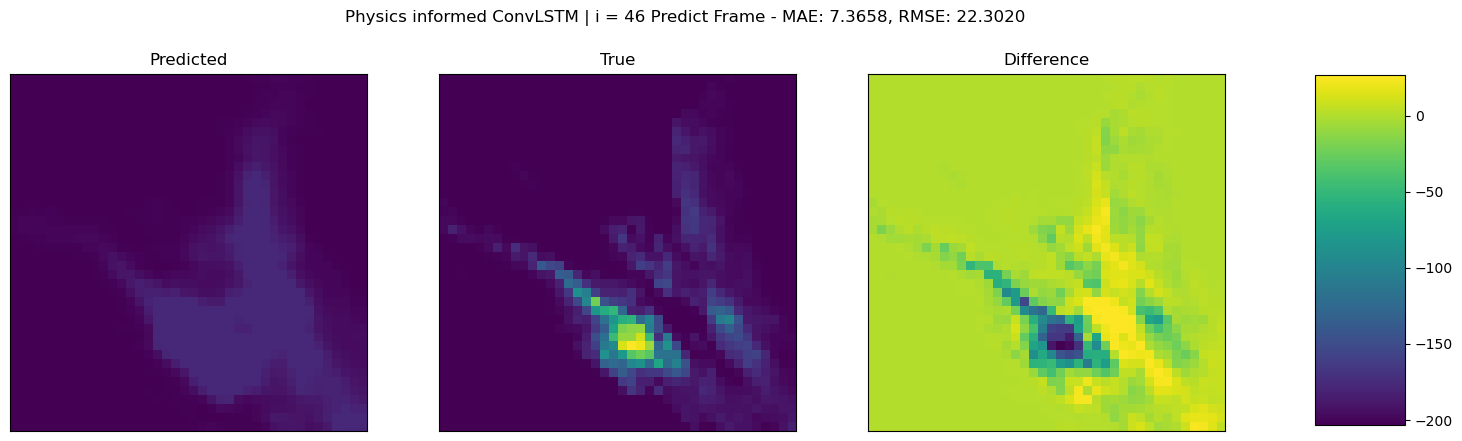 Physics informed ConvLSTM | i = 46 Predict Frame - MAE: 7.3658, RMSE: 22.3020
Predicted
True
Difference
0
−50
−100
−150
−200